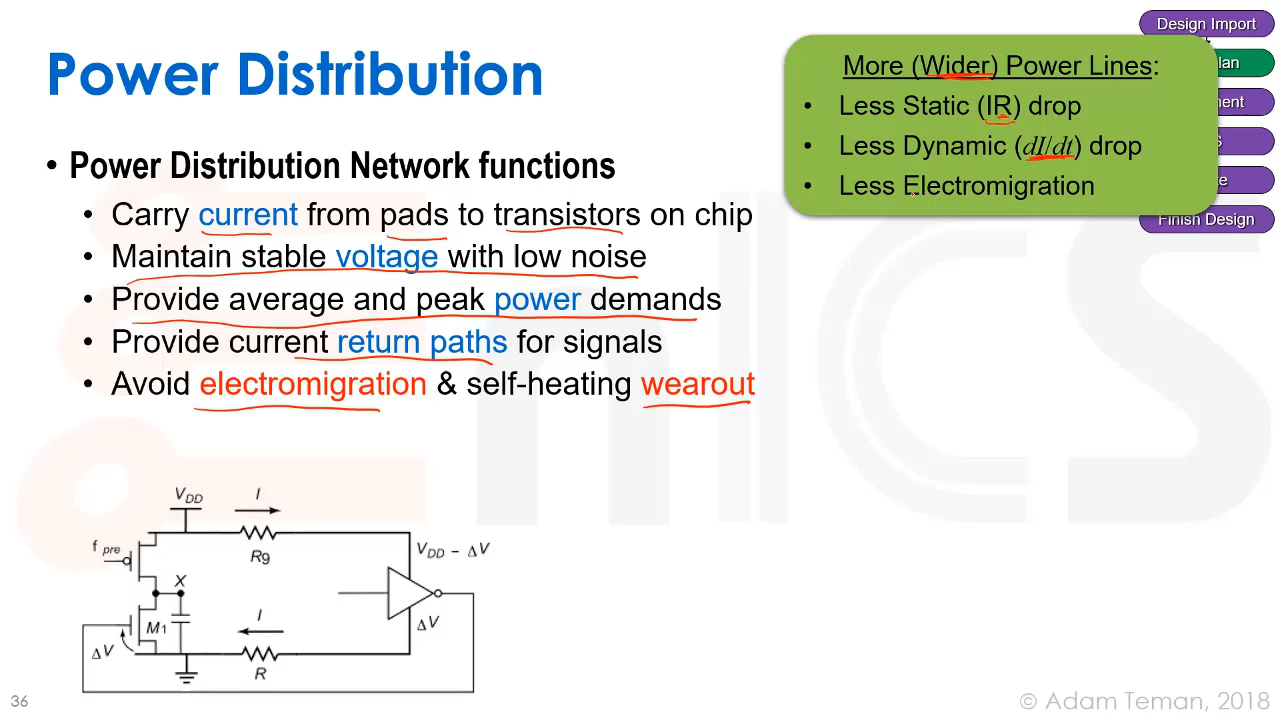 Design Import
Power Distribution
More (Wider) Power Lines:
lan
• Less Static (IR) drop
ment
• Less Dynamic (dI/dt) drop
S
• Less Electromigration
e
Finish Design
• Power Distribution Network functions
• Carry current from pads to transistors on chip
• Maintain stable voltage with low noise
• Provide average and peak power demands
• Provide current return paths for signals
• Avoid electromigration & self-heating wearout
EnICS
VDD
I
f pre
R9
VDD - ΔV
X
I
M1
ΔV
ΔV
R
36
© Adam Teman, 2018